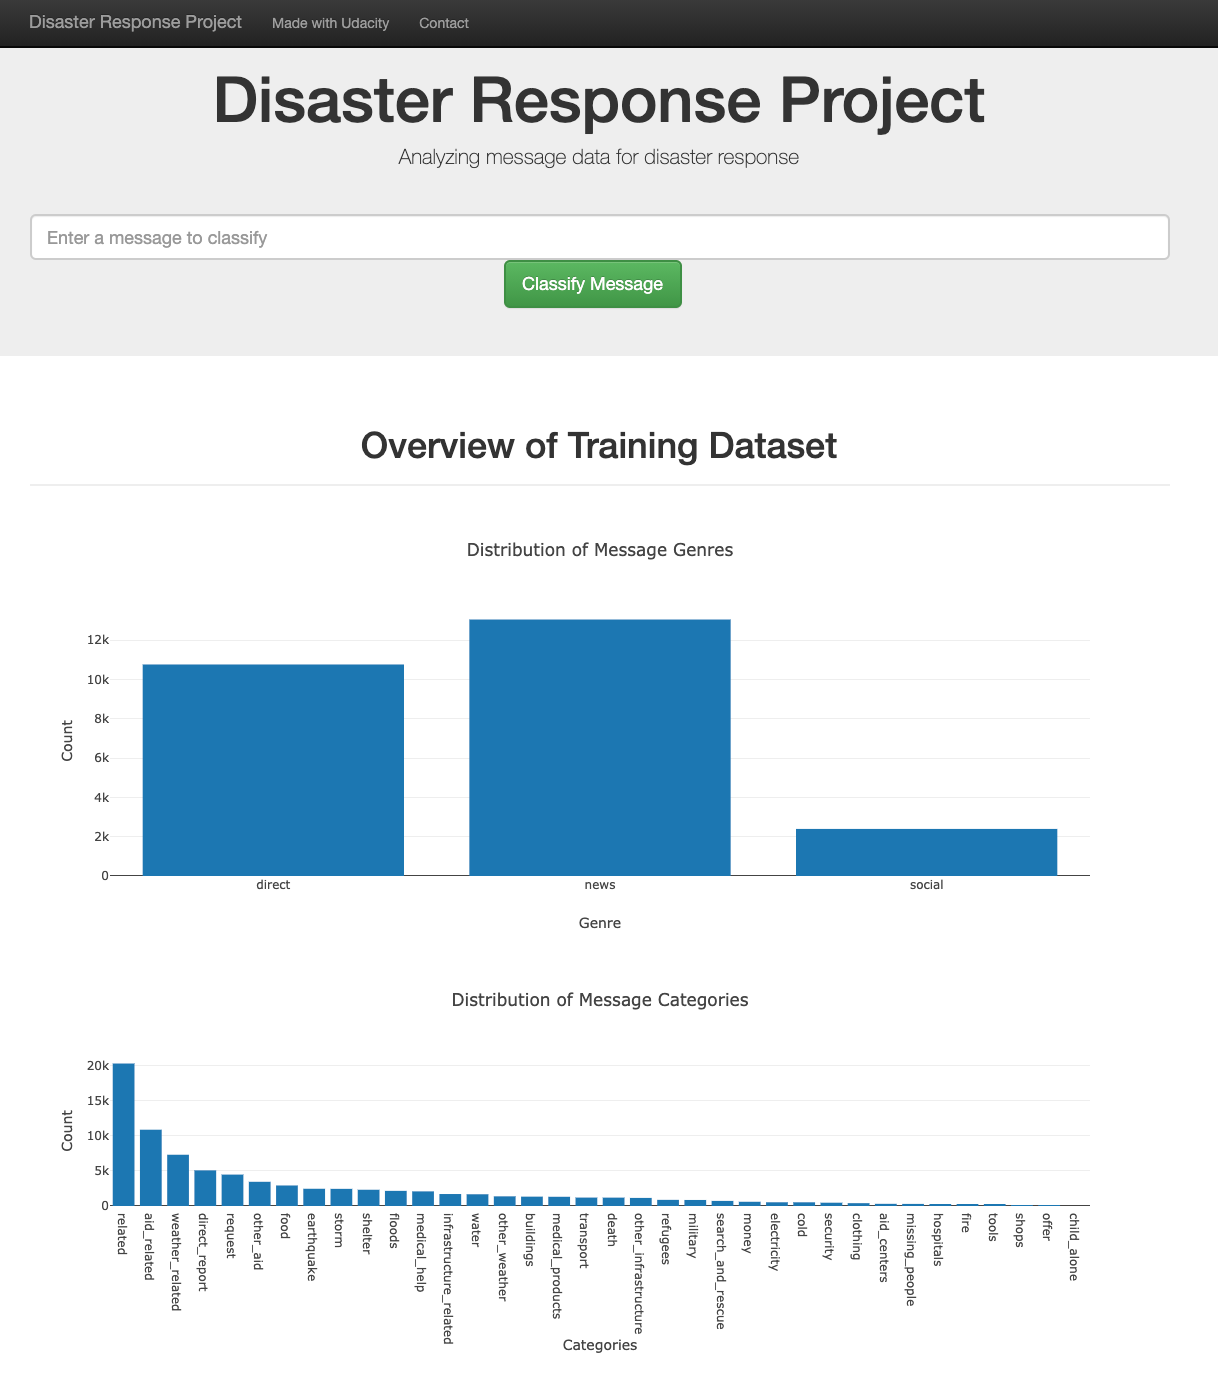 Disaster Response Project Made with Udacity Contact
Disaster Response Project
Analyzing message data for disaster response
Enter a message to classify
Classify Message
Overview of Training Dataset
Distribution of Message Genres
12k
10k
8k
6k
4k
2k
0
Count
direct news social
Genre
Distribution of Message Categories
20k
15k
10k
5k
0
Count
related
aid_related
weather_related
direct_report
request
other_aid
food
earthquake
storm
shelter
floods
medical_help
infrastructure_related
water
other_weather
buildings
medical_products
transport
death
other_infrastructure
refugees
military
search_and_rescue
money
electricity
cold
security
clothing
aid_centers
missing_people
hospitals
fire
tools
shops
offer
child_alone
Categories